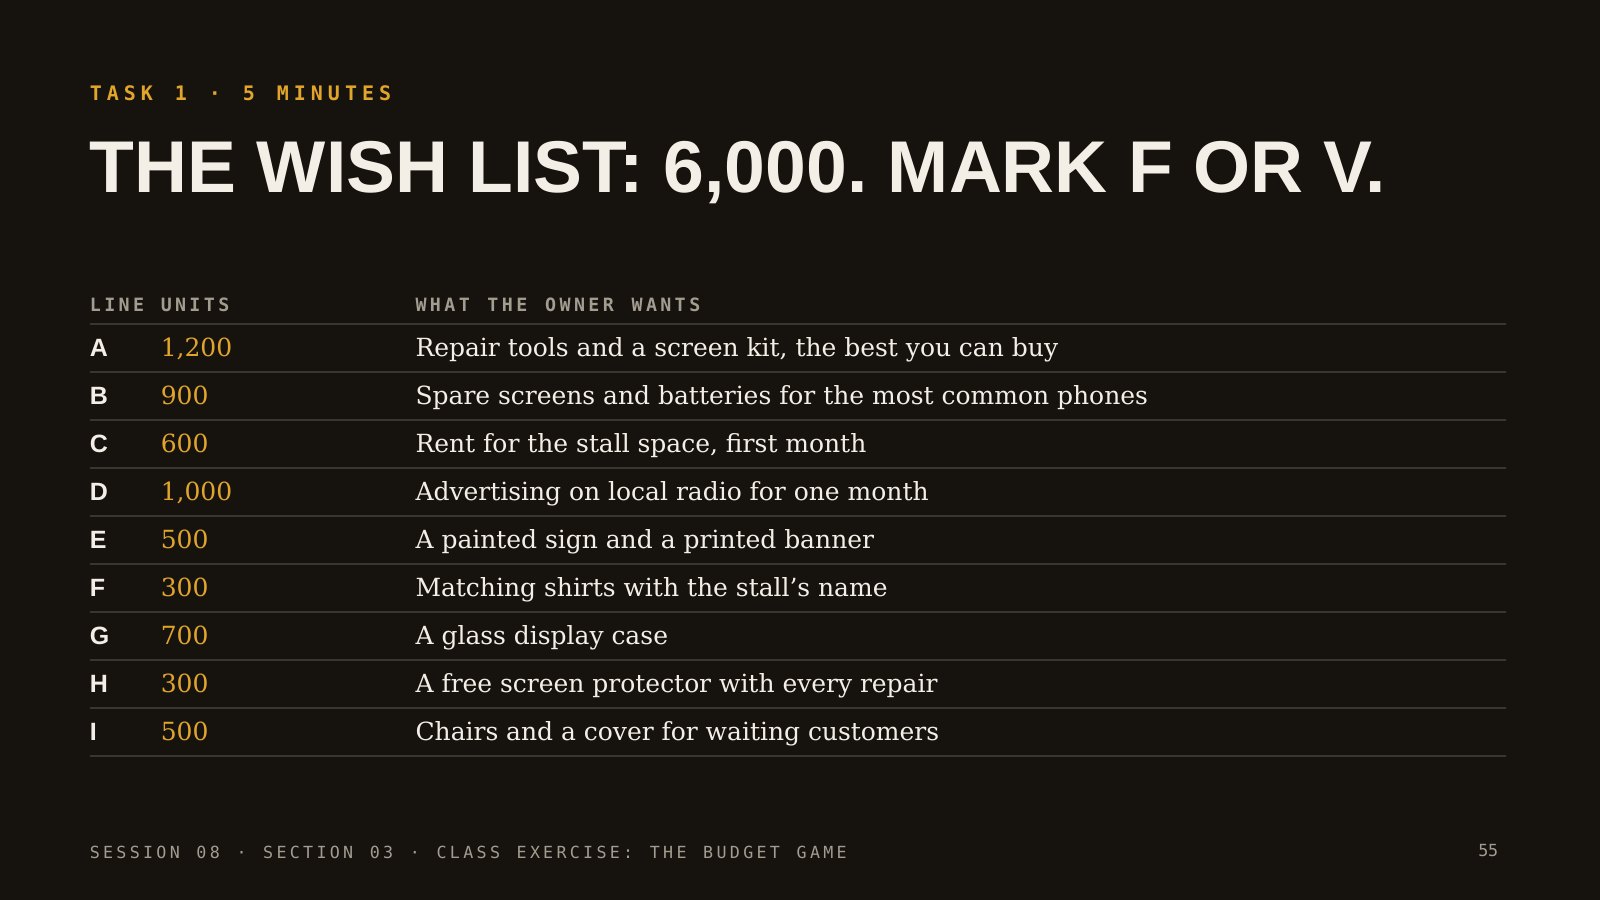 TASK 1 · 5 MINUTES
THE WISH LIST: 6,000. MARK F OR V.
LINE UNITS WHAT THE OWNER WANTS
A 1,200 Repair tools and a screen kit, the best you can buy
B 900 Spare screens and batteries for the most common phones
C 600 Rent for the stall space, first month
D 1,000 Advertising on local radio for one month
E 500 A painted sign and a printed banner
F 300 Matching shirts with the stall’s name
G 700 A glass display case
H 300 A free screen protector with every repair
I 500 Chairs and a cover for waiting customers
SESSION 08 · SECTION 03 · CLASS EXERCISE: THE BUDGET GAME 55